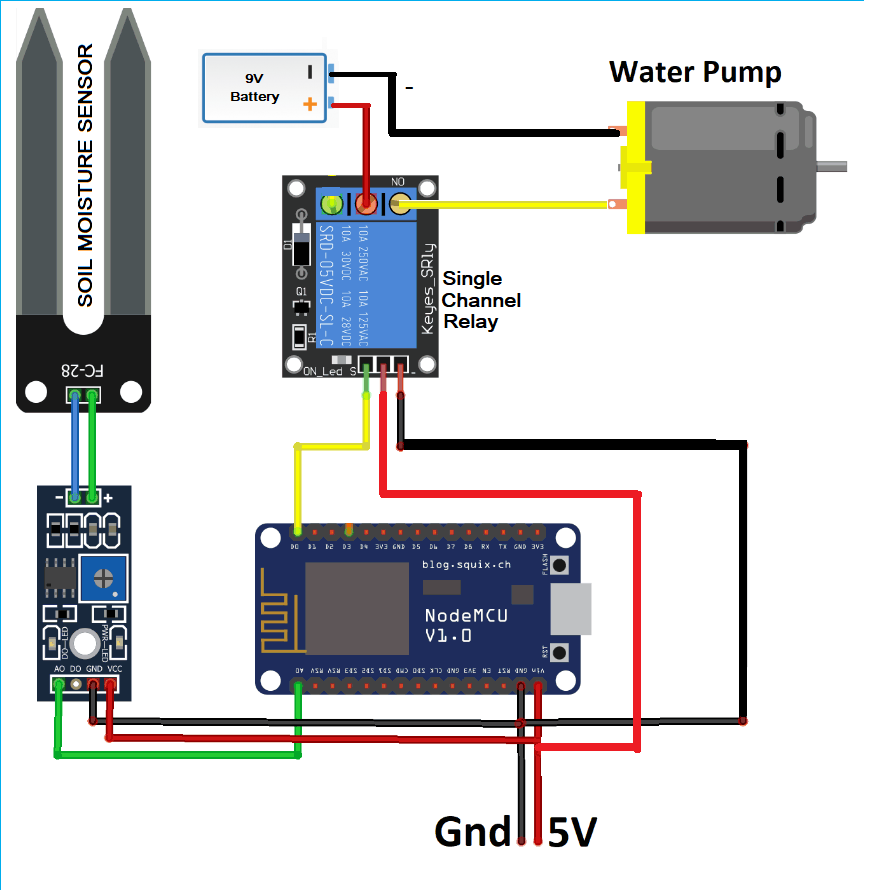 SOIL MOISTURE SENSOR
FC-28
9V
Battery
-
+
-
Water Pump
NO
D1
Q1
R1
SRD-05VDC-SL-C
10A 30VDC 10A 28VDC
10A 250VAC 10A 125VAC
Keyes_SR1y
ON_Led S
-
Single
Channel
Relay
- +
DO-LED
PWR-LED
AO DO GND VCC
D0 D1 D2 D3 D4 3V3 GND D5 D6 D7 D8 RX TX GND 3V3
blog.squix.ch
FLASH
NodeMCU
V1.0
RST
A0 RSV RSV SD3 SD2 SD1 CMD SD0 CLK GND 3V3 EN RST GND Vin
Gnd 5V